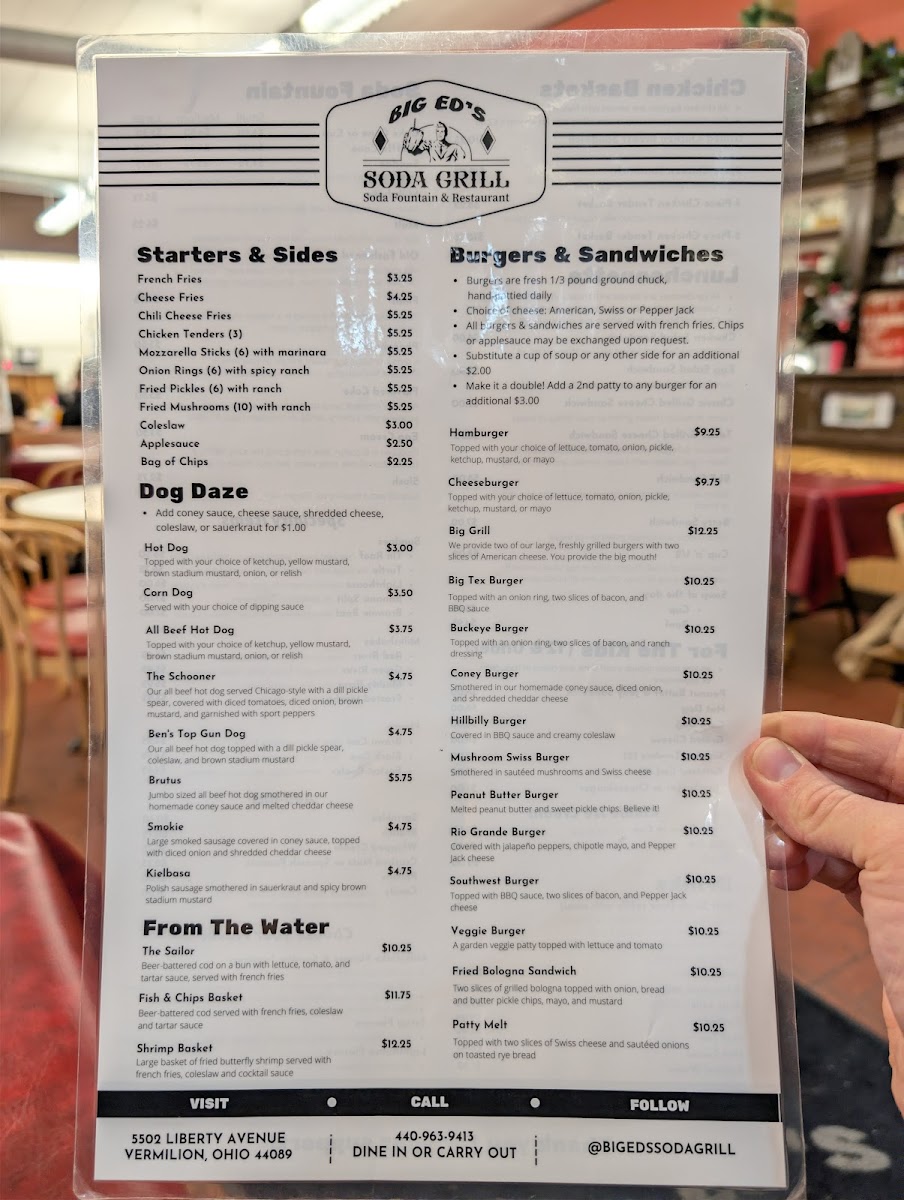 BIG ED'S
SODA GRILL
Soda Fountain & Restaurant
Starters & Sides
French Fries $3.25
Cheese Fries $4.25
Chili Cheese Fries $5.25
Chicken Tenders (3) $5.25
Mozzarella Sticks (6) with marinara $5.25
Onion Rings (6) with spicy ranch $5.25
Fried Pickles (6) with ranch $5.25
Fried Mushrooms (10) with ranch $5.25
Coleslaw $3.00
Applesauce $2.50
Bag of Chips $2.25
Dog Daze
• Add coney sauce, cheese sauce, shredded cheese,
coleslaw, or sauerkraut for $1.00
Hot Dog $3.00
Topped with your choice of ketchup, yellow mustard,
brown stadium mustard, onion, or relish
Corn Dog $3.50
Served with your choice of dipping sauce
All Beef Hot Dog $3.75
Topped with your choice of ketchup, yellow mustard,
brown stadium mustard, onion, or relish
The Schooner $4.75
Our all beef hot dog served Chicago-style with a dill pickle
spear, covered with diced tomatoes, diced onion, brown
mustard, and garnished with sport peppers
Ben's Top Gun Dog $4.75
Our all beef hot dog topped with a dill pickle spear,
coleslaw, and brown stadium mustard
Brutus $5.75
Jumbo sized all beef hot dog smothered in our
homemade coney sauce and melted cheddar cheese
Smokie $4.75
Large smoked sausage covered in coney sauce, topped
with diced onion and shredded cheddar cheese
Kielbasa $4.75
Polish sausage smothered in sauerkraut and spicy brown
stadium mustard
From The Water
The Sailor $10.25
Beer-battered cod on a bun with lettuce, tomato, and
tartar sauce, served with french fries
Fish & Chips Basket $11.75
Beer-battered cod served with french fries, coleslaw
and tartar sauce
Shrimp Basket $12.25
Large basket of fried butterfly shrimp served with
french fries, coleslaw and cocktail sauce
Burgers & Sandwiches
• Burgers are fresh 1/3 pound ground chuck,
hand-pattied daily
• Choice of cheese: American, Swiss or Pepper Jack
• All burgers & sandwiches are served with french fries. Chips
or applesauce may be exchanged upon request.
• Substitute a cup of soup or any other side for an additional
$2.00
• Make it a double! Add a 2nd patty to any burger for an
additional $3.00
Hamburger $9.25
Topped with your choice of lettuce, tomato, onion, pickle,
ketchup, mustard, or mayo
Cheeseburger $9.75
Topped with your choice of lettuce, tomato, onion, pickle,
ketchup, mustard, or mayo
Big Grill $12.25
We provide two of our large, freshly grilled burgers with two
slices of American cheese. You provide the big mouth!
Big Tex Burger $10.25
Topped with an onion ring, two slices of bacon, and
BBQ sauce
Buckeye Burger $10.25
Topped with an onion ring, two slices of bacon, and ranch
dressing
Coney Burger $10.25
Smothered in our homemade coney sauce, diced onion,
and shredded cheddar cheese
Hillbilly Burger $10.25
Covered in BBQ sauce and creamy coleslaw
Mushroom Swiss Burger $10.25
Smothered in sautéed mushrooms and Swiss cheese
Peanut Butter Burger $10.25
Melted peanut butter and sweet pickle chips. Believe it!
Rio Grande Burger $10.25
Covered with jalapeño peppers, chipotle mayo, and Pepper
Jack cheese
Southwest Burger $10.25
Topped with BBQ sauce, two slices of bacon, and Pepper Jack
cheese
Veggie Burger $10.25
A garden veggie patty topped with lettuce and tomato
Fried Bologna Sandwich $10.25
Two slices of grilled bologna topped with onion, bread
and butter pickle chips, mayo, and mustard
Patty Melt $10.25
Topped with two slices of Swiss cheese and sautéed onions
on toasted rye bread
VISIT • CALL • FOLLOW
5502 LIBERTY AVENUE
VERMILION, OHIO 44089
440-963-9413
DINE IN OR CARRY OUT
@BIGEDSSODAGRILL